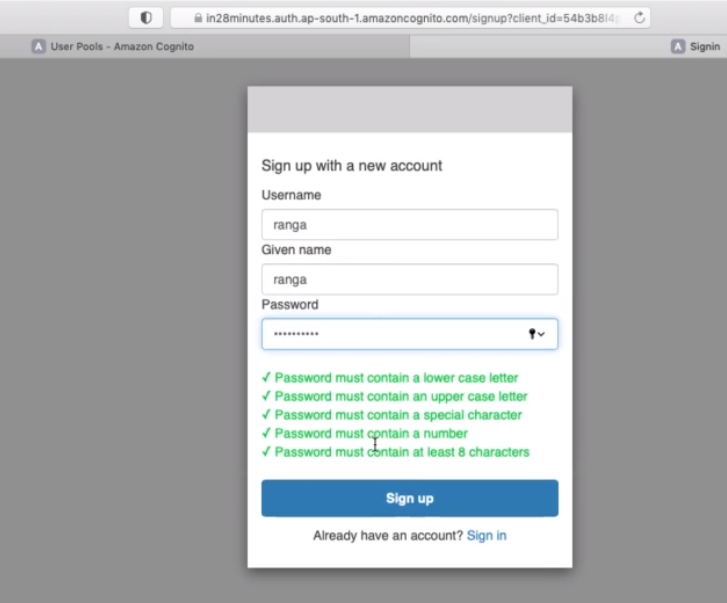 in28minutes.auth.ap-south-1.amazoncognito.com/signup?client_id=54b3b8l4
A User Pools - Amazon Cognito
A Signin
Sign up with a new account
Username
ranga
Given name
ranga
Password
••••••••••
✓ Password must contain a lower case letter
✓ Password must contain an upper case letter
✓ Password must contain a special character
✓ Password must contain a number
✓ Password must contain at least 8 characters
Sign up
Already have an account? Sign in